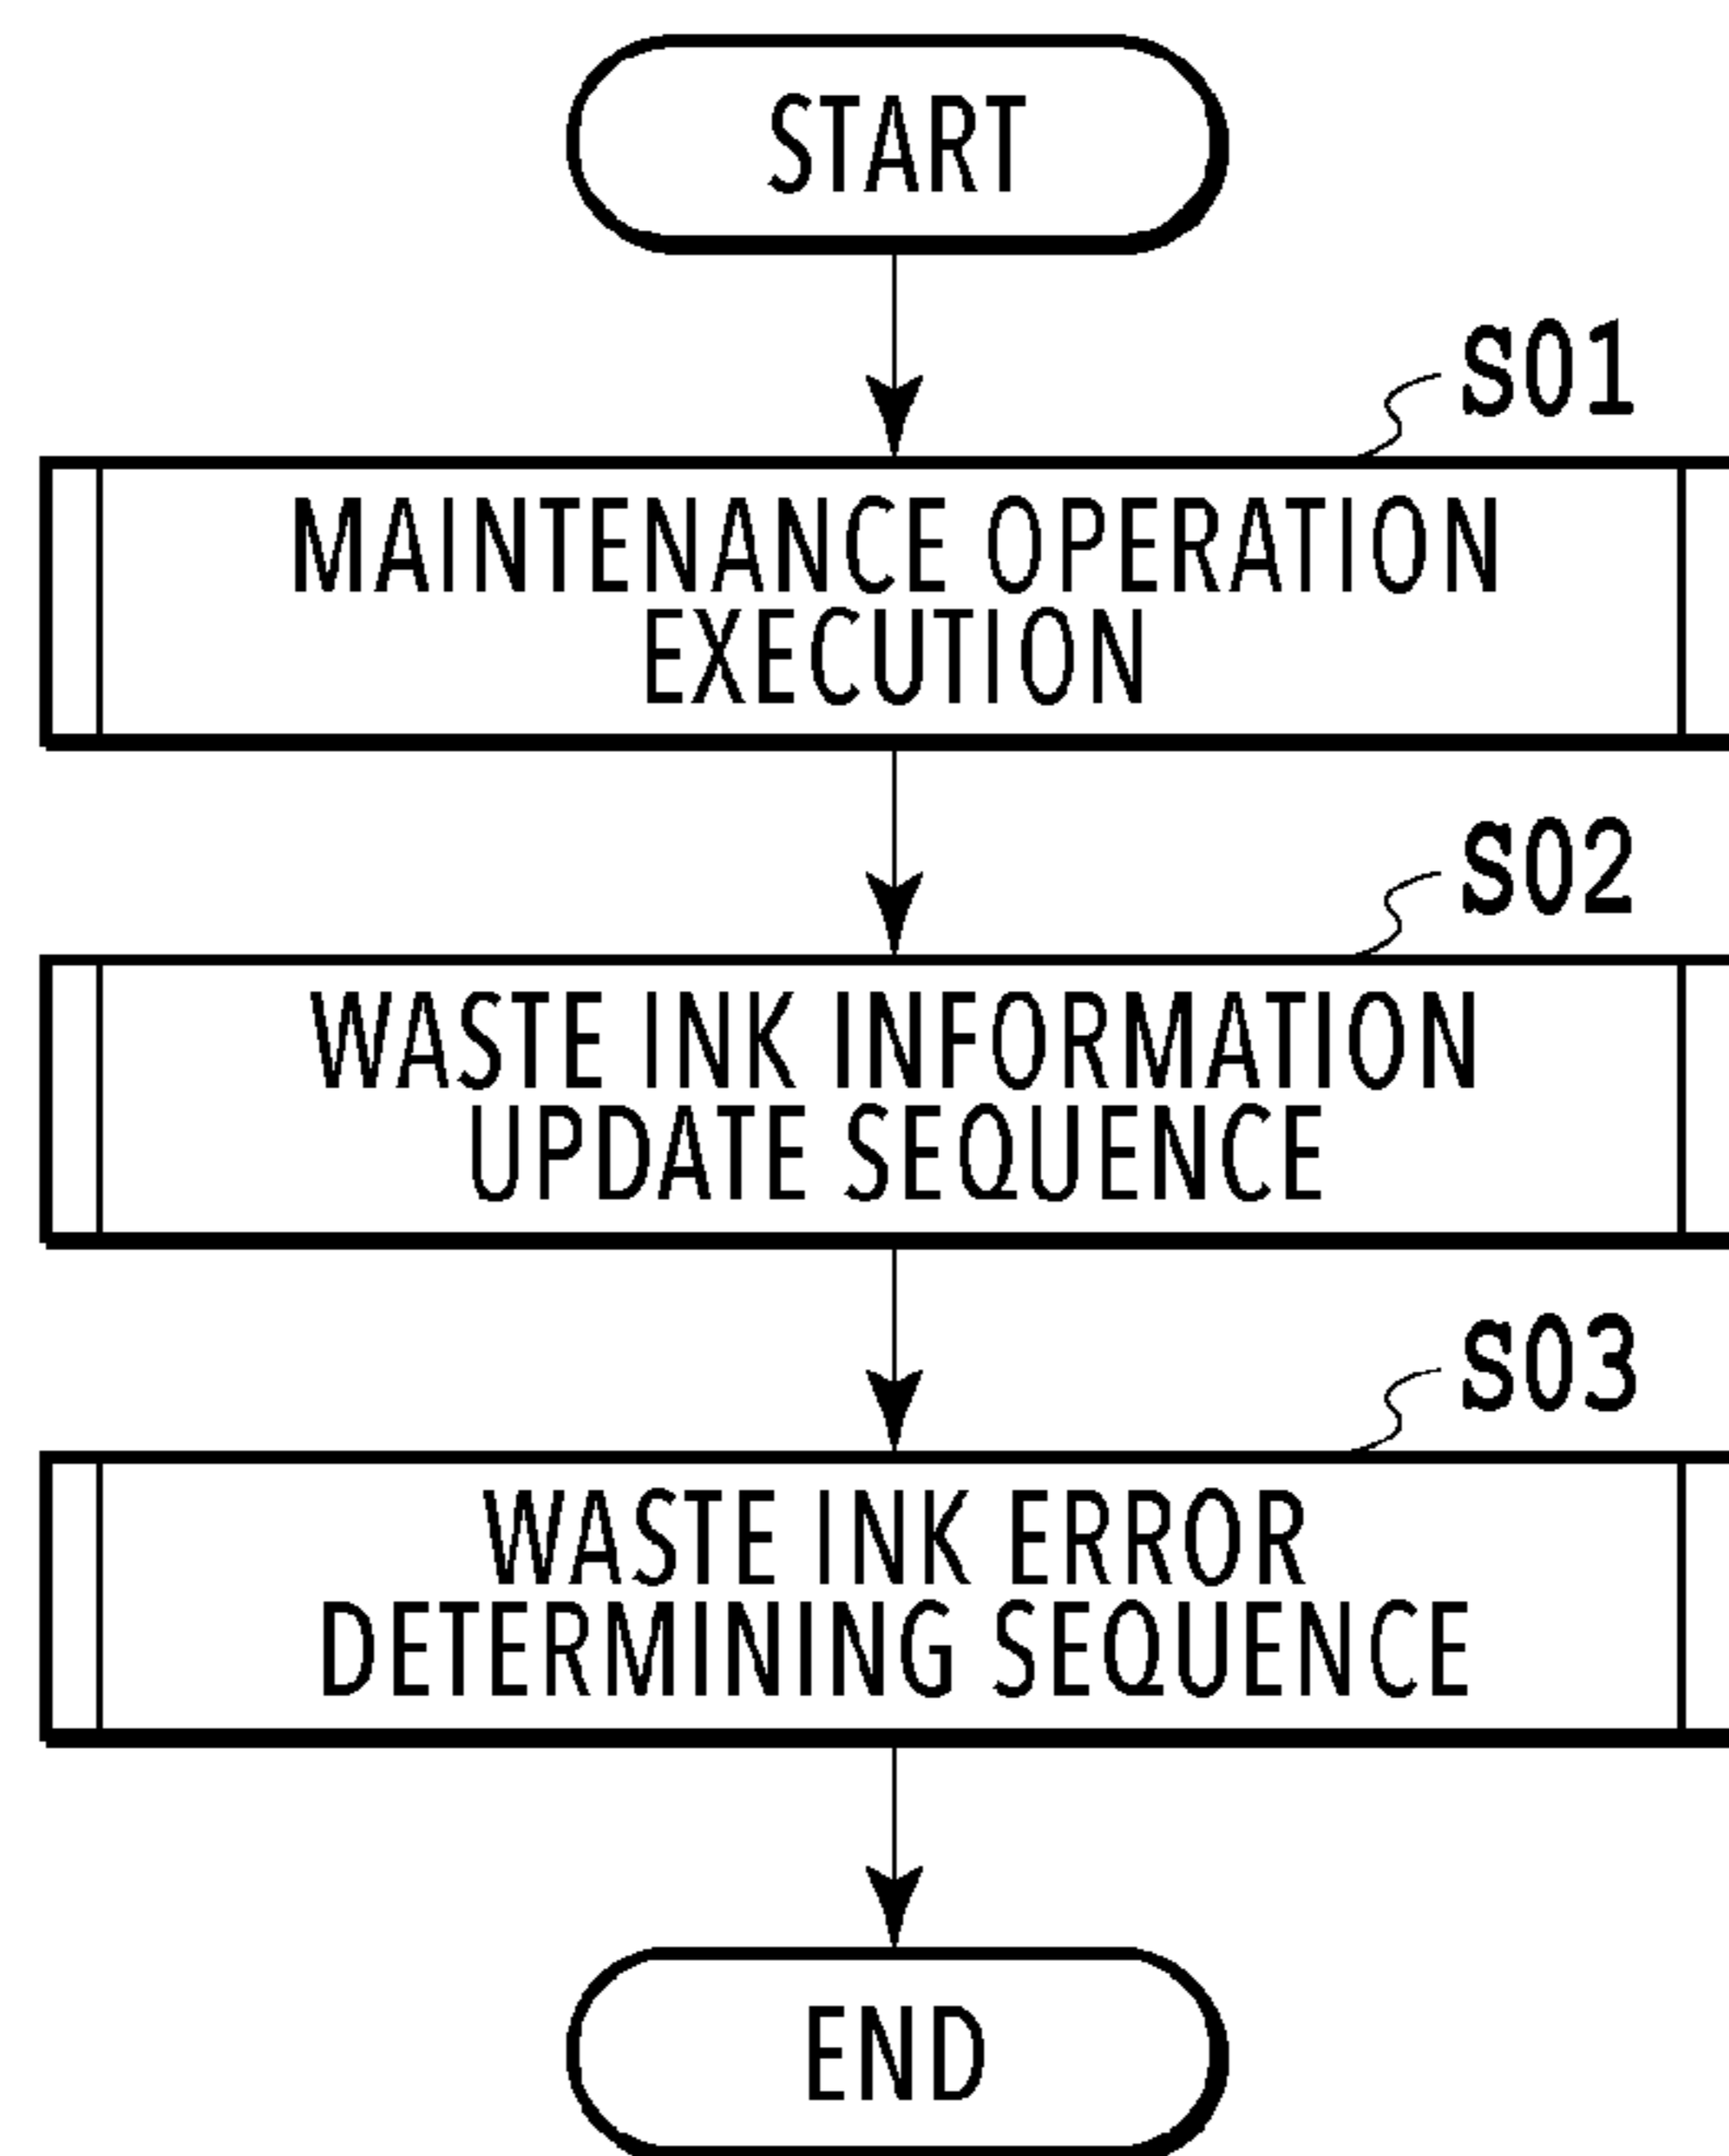 START
S01
MAINTENANCE OPERATION
EXECUTION
S02
WASTE INK INFORMATION
UPDATE SEQUENCE
S03
WASTE INK ERROR
DETERMINING SEQUENCE
END